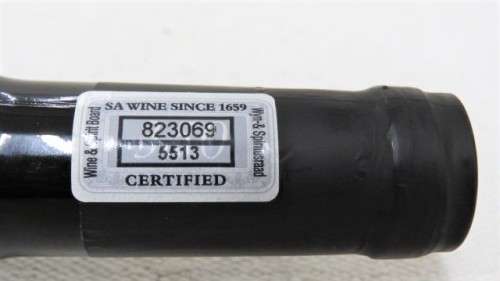 SA WINE SINCE 1659
Wine & Spirit Board
823069
5513
Wyn-& Spiritusraad
CERTIFIED